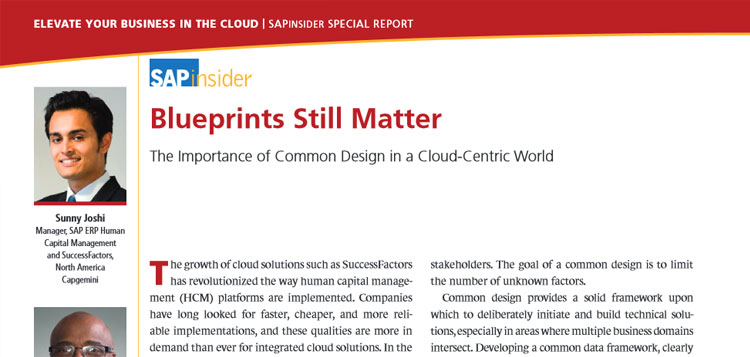 ELEVATE YOUR BUSINESS IN THE CLOUD | SAPINSIDER SPECIAL REPORT
SAPinsider
Blueprints Still Matter
The Importance of Common Design in a Cloud-Centric World
Sunny Joshi
Manager, SAP ERP Human
Capital Management
and SuccessFactors,
North America
Capgemini
The growth of cloud solutions such as SuccessFactors
has revolutionized the way human capital manage-
ment (HCM) platforms are implemented. Companies
have long looked for faster, cheaper, and more reli-
able implementations, and these qualities are more in
demand than ever for integrated cloud solutions. In the
stakeholders. The goal of a common design is to limit
the number of unknown factors.
Common design provides a solid framework upon
which to deliberately initiate and build technical solu-
tions, especially in areas where multiple business domains
intersect. Developing a common data framework, clearly